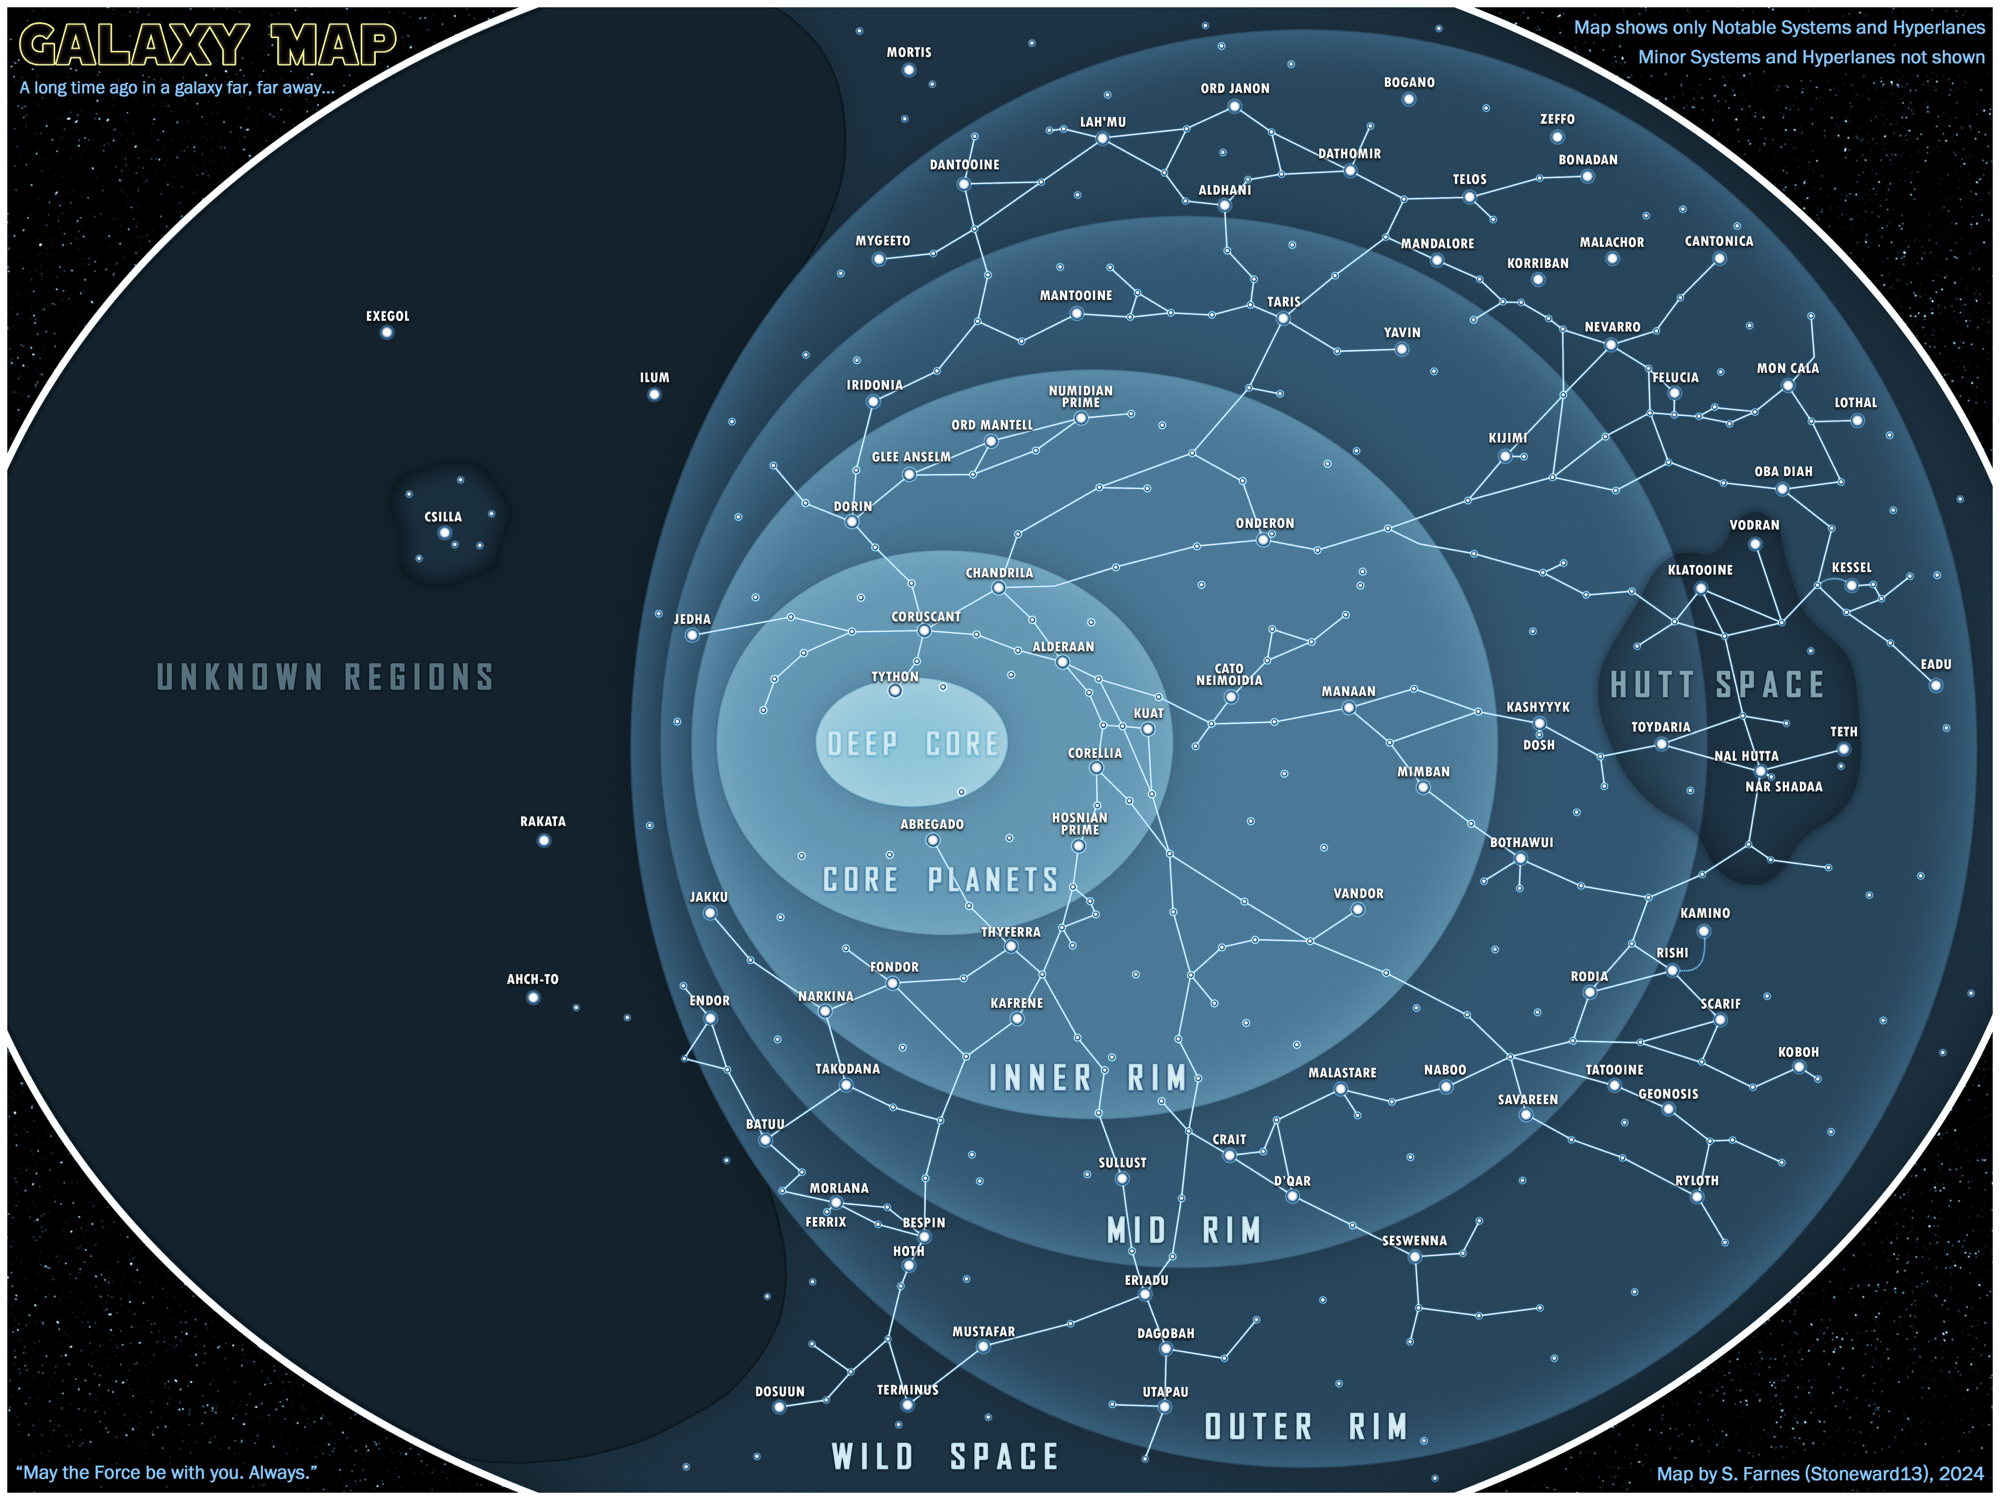 GALAXY MAP
A long time ago in a galaxy far, far away...
Map shows only Notable Systems and Hyperlanes
Minor Systems and Hyperlanes not shown
MORTIS
ORD JANON
BOGANO
LAH'MU
ZEFFO
DANTOOINE
DATHOMIR
BONADAN
ALDHANI
TELOS
MYGEETO
MANDALORE
MALACHOR
CANTONICA
KORRIBAN
MANTOOINE
TARIS
EXEGOL
YAVIN
NEVARRO
ILUM
IRIDONIA
NUMIDIAN
PRIME
FELUCIA
MON CALA
LOTHAL
ORD MANTELL
GLEE ANSELM
KIJIMI
OBA DIAH
CSILLA
DORIN
ONDERON
VODRAN
CHANDRILA
KLATOOINE
KESSEL
JEDHA
CORUSCANT
ALDERAAN
UNKNOWN REGIONS
TYTHON
CATO
NEIMOIDIA
MANAAN
HUTT SPACE
EADU
KUAT
KASHYYYK
DOSH
TOYDARIA
TETH
DEEP CORE
CORELLIA
MIMBAN
NAL HUTTA
NAR SHADAA
RAKATA
ABREGADO
HOSNIAN
PRIME
BOTHAWUI
CORE PLANETS
JAKKU
VANDOR
KAMINO
THYFERRA
RISHI
AHCH-TO
FONDOR
RODIA
ENDOR
NARKINA
KAFRENE
SCARIF
INNER RIM
TAKODANA
MALASTARE
NABOO
TATOOINE
KOBOH
SAVAREEN
GEONOSIS
BATUU
CRAIT
SULLUST
D'QAR
RYLOTH
MORLANA
FERRIX
BESPIN
MID RIM
HOTH
SESWENNA
ERIADU
MUSTAFAR
DAGOBAH
DOSUUN
TERMINUS
UTAPAU
OUTER RIM
WILD SPACE
“May the Force be with you. Always.”
Map by S. Farnes (Stoneward13), 2024